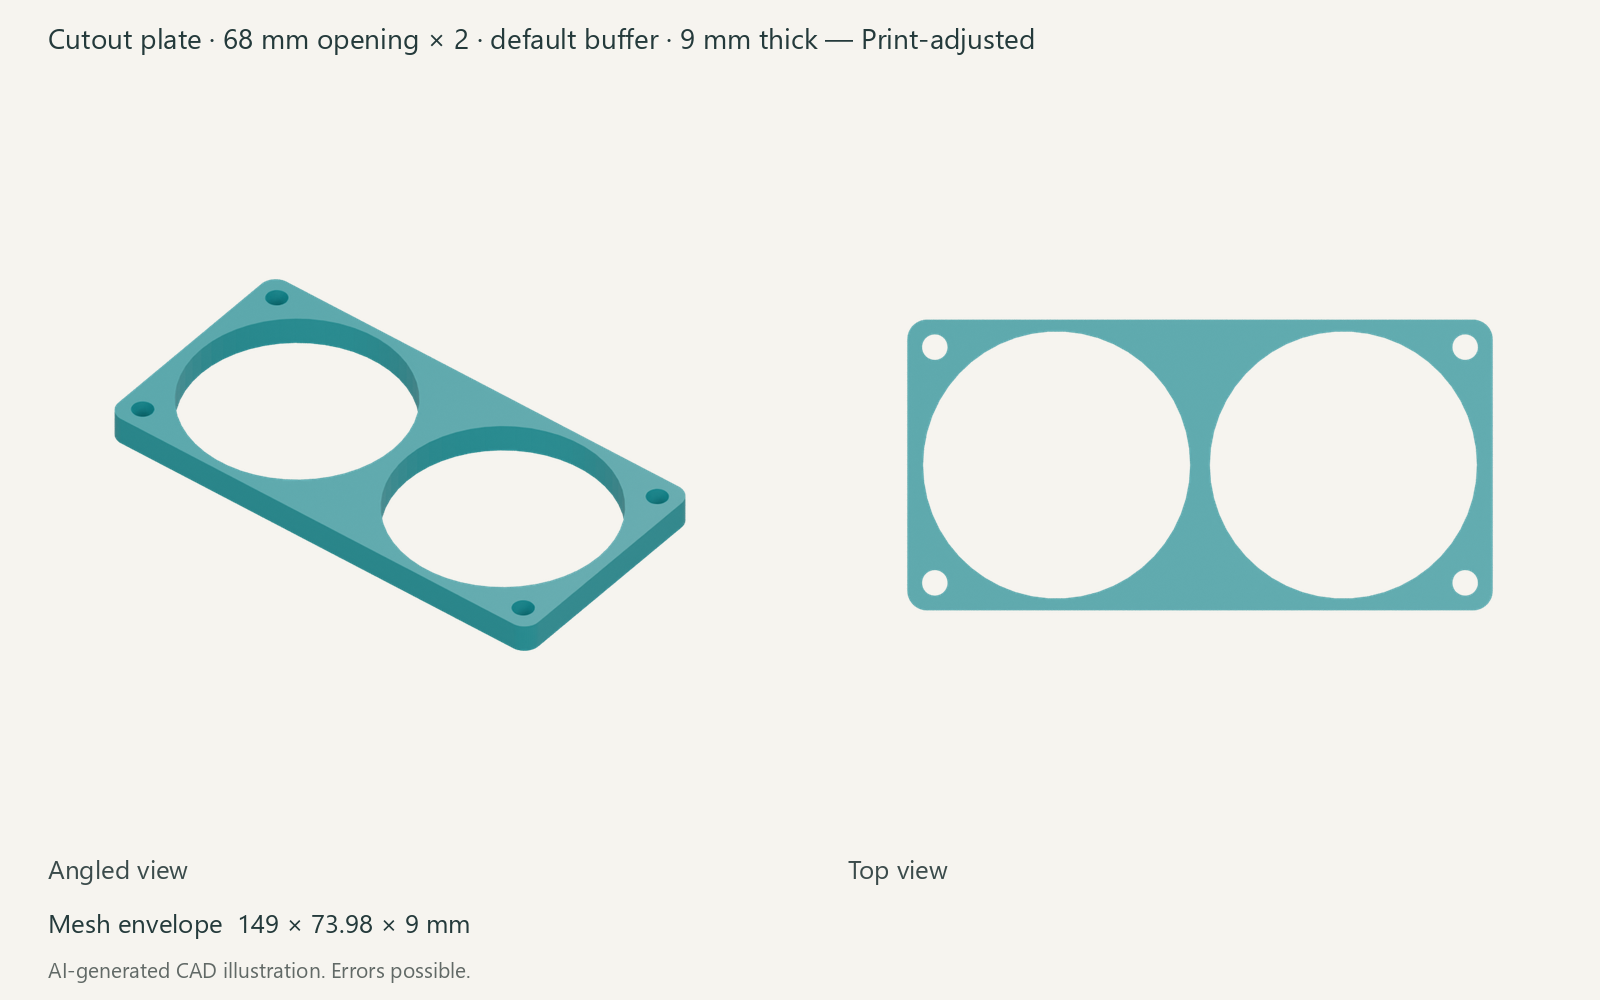 Cutout plate · 68 mm opening × 2 · default buffer · 9 mm thick — Print-adjusted
Angled view
Top view
Mesh envelope 149 × 73.98 × 9 mm
AI-generated CAD illustration. Errors possible.